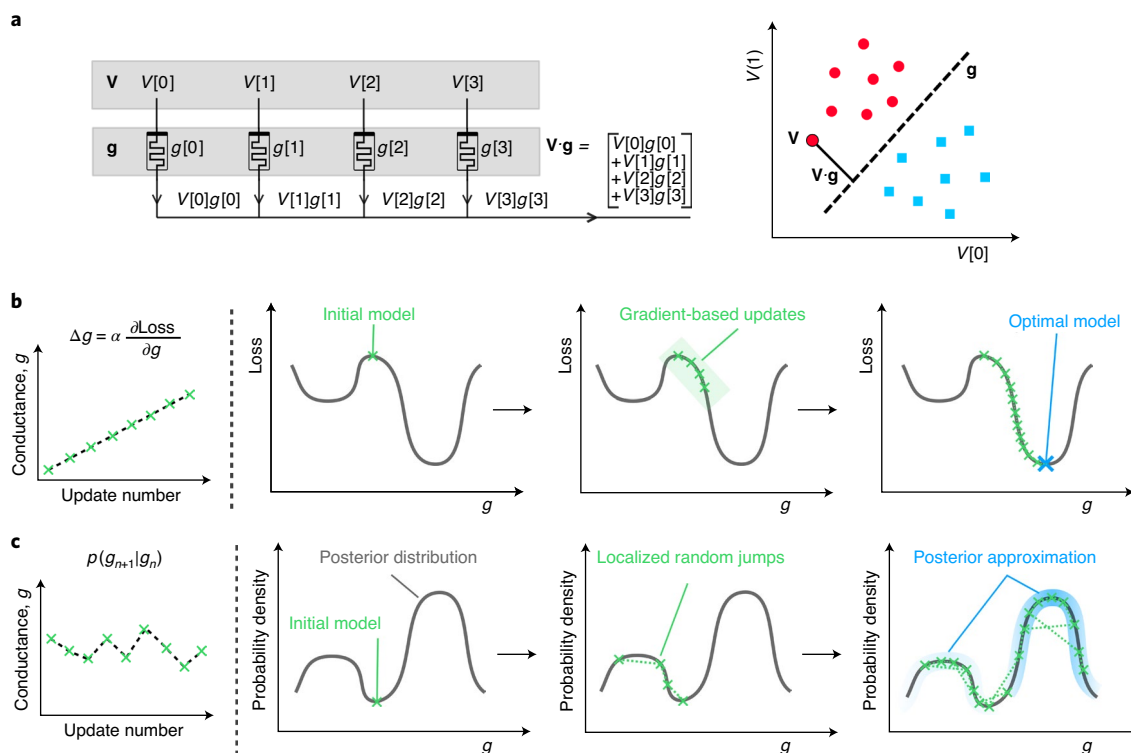 a
V V[0] V[1] V[2] V[3]
g g[0] g[1] g[2] g[3]
V[0]g[0] V[1]g[1] V[2]g[2] V[3]g[3]
V·g = V[0]g[0]
+V[1]g[1]
+V[2]g[2]
+V[3]g[3]
V(1)
g
V
V·g
V[0]
b
Δg = α ∂Loss
∂g
Conductance, g
Update number
Loss
Initial model
g
Loss
Gradient-based updates
g
Loss
Optimal model
g
c
p(gn+1|gn)
Conductance, g
Update number
Probability density
Posterior distribution
Initial model
g
Probability density
Localized random jumps
g
Probability density
Posterior approximation
g